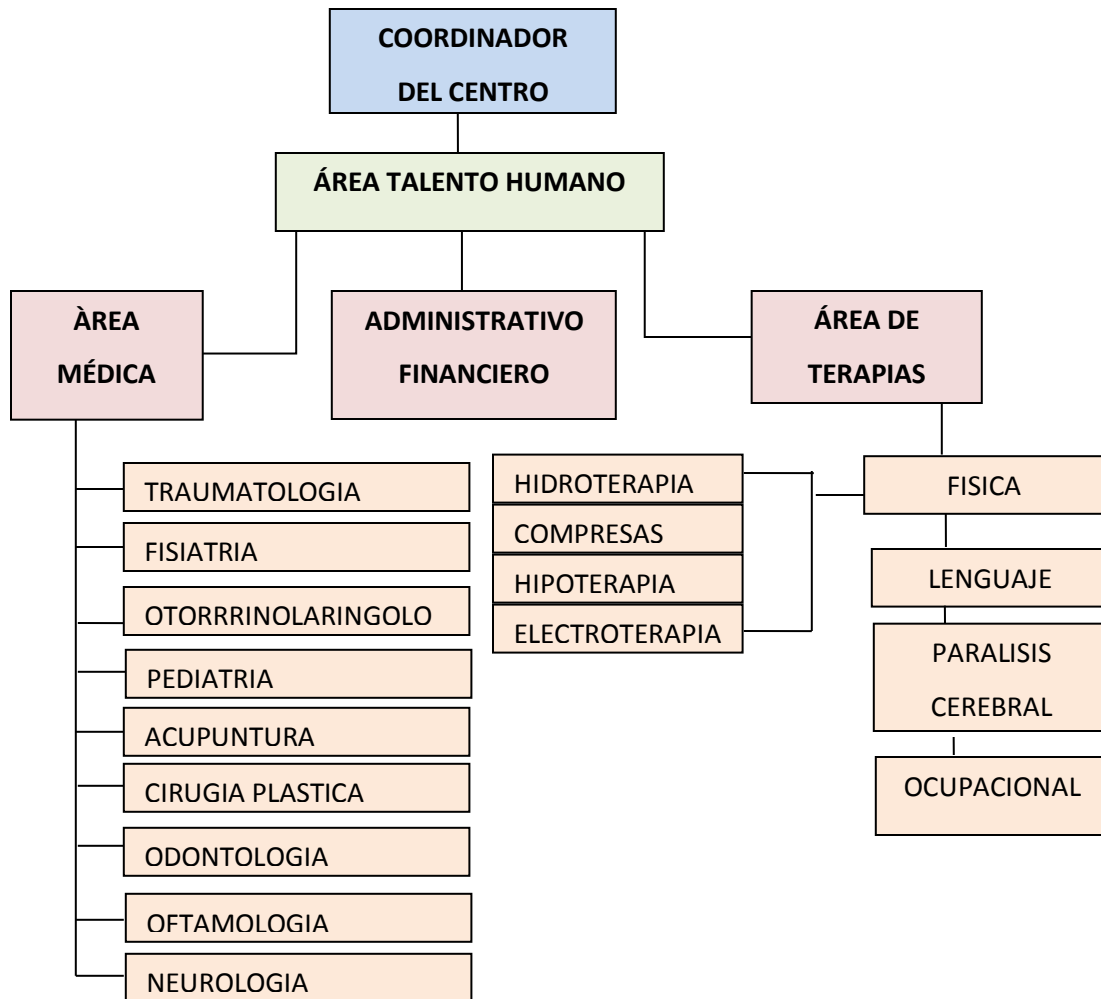 COORDINADOR
DEL CENTRO
ÁREA TALENTO HUMANO
ÀREA
MÉDICA
ADMINISTRATIVO
FINANCIERO
ÁREA DE
TERAPIAS
TRAUMATOLOGIA
FISIATRIA
OTORRRINOLARINGOLO
PEDIATRIA
ACUPUNTURA
CIRUGIA PLASTICA
ODONTOLOGIA
OFTAMOLOGIA
NEUROLOGIA
HIDROTERAPIA
COMPRESAS
HIPOTERAPIA
ELECTROTERAPIA
FISICA
LENGUAJE
PARALISIS
CEREBRAL
OCUPACIONAL